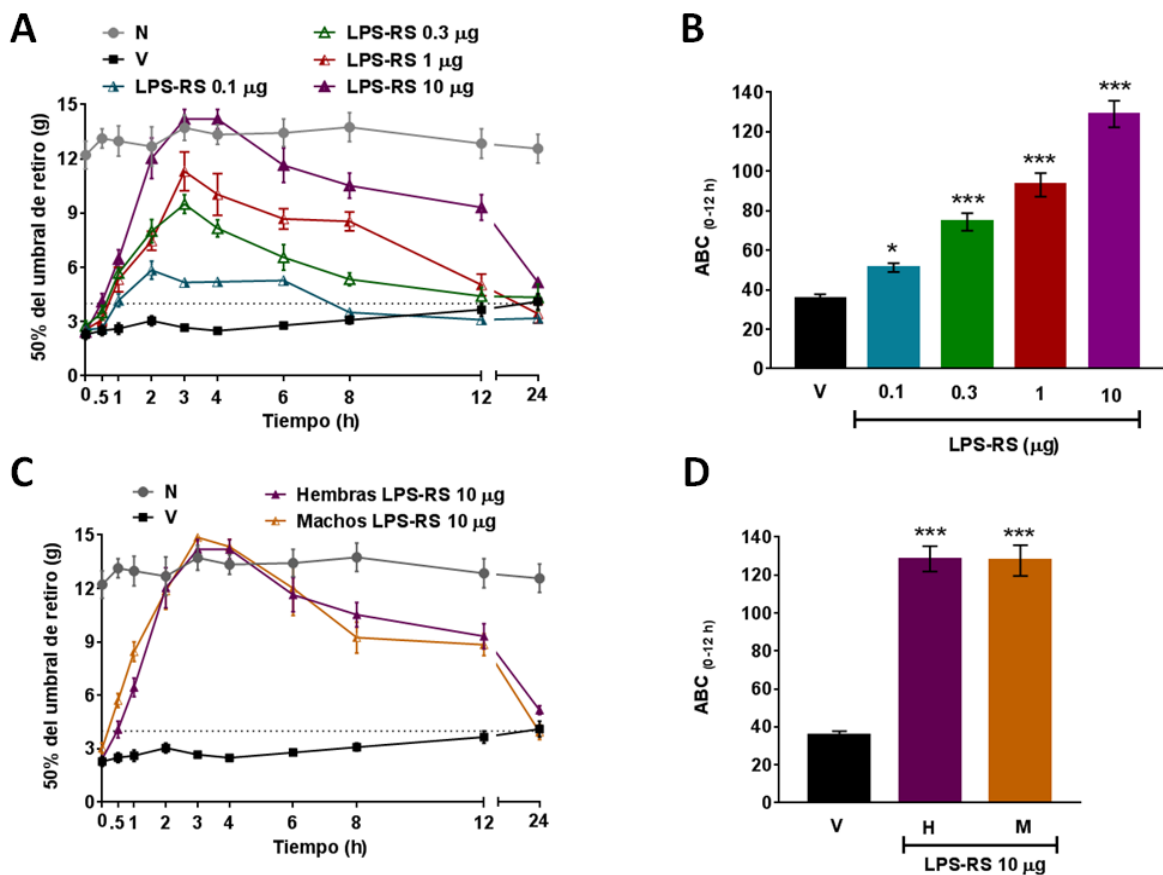 A
N
V
LPS-RS 0.1 µg
LPS-RS 0.3 µg
LPS-RS 1 µg
LPS-RS 10 µg
50% del umbral de retiro (g)
15
12
9
6
3
0
0 .5 1 2 3 4 6 8 12 24
Tiempo (h)
B
ABC (0-12 h)
140
120
100
80
60
40
20
0
* *** *** ***
V 0.1 0.3 1 10
LPS-RS (µg)
C
N
V
Hembras LPS-RS 10 µg
Machos LPS-RS 10 µg
50% del umbral de retiro (g)
15
12
9
6
3
0
0 .5 1 2 3 4 6 8 12 24
Tiempo (h)
D
ABC (0-12 h)
140
120
100
80
60
40
20
0
*** ***
V H M
LPS-RS 10 µg